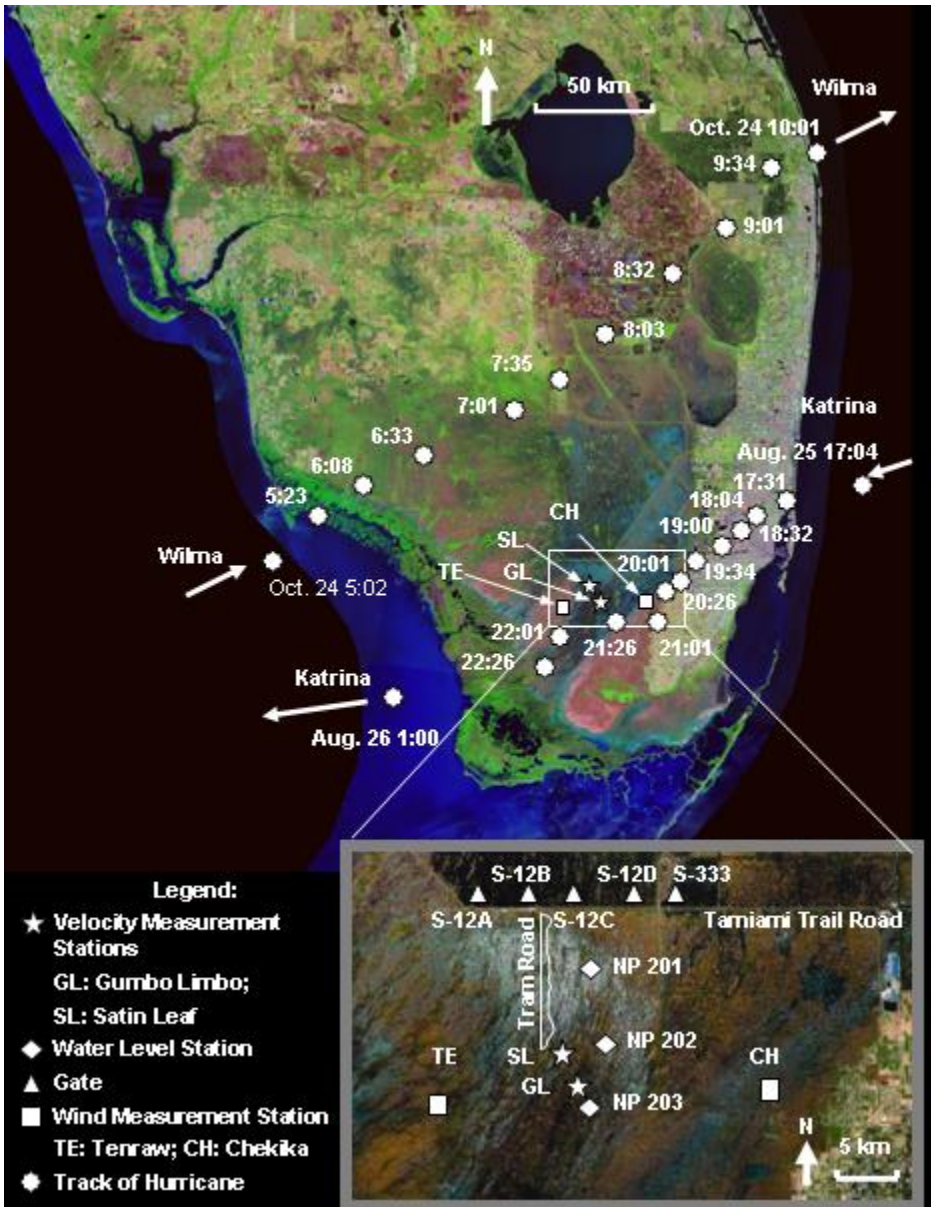 N
50 km
Wilma
Oct. 24 10:01
9:34
9:01
8:32
8:03
7:35
7:01
6:33
6:08
5:23
Wilma
Oct. 24 5:02
Katrina
Aug. 25 17:04
17:31
18:04
18:32
19:00
19:34
20:01
20:26
21:01
21:26
22:01
22:26
CH
SL
GL
TE
Katrina
Aug. 26 1:00
Legend:
Velocity Measurement
Stations
GL: Gumbo Limbo;
SL: Satin Leaf
Water Level Station
Gate
Wind Measurement Station
TE: Tenraw; CH: Chekika
Track of Hurricane
S-12B
S-12D
S-333
S-12A
S-12C
Tamiami Trail Road
Tram Road
NP 201
NP 202
TE
SL
CH
GL
NP 203
N
5 km